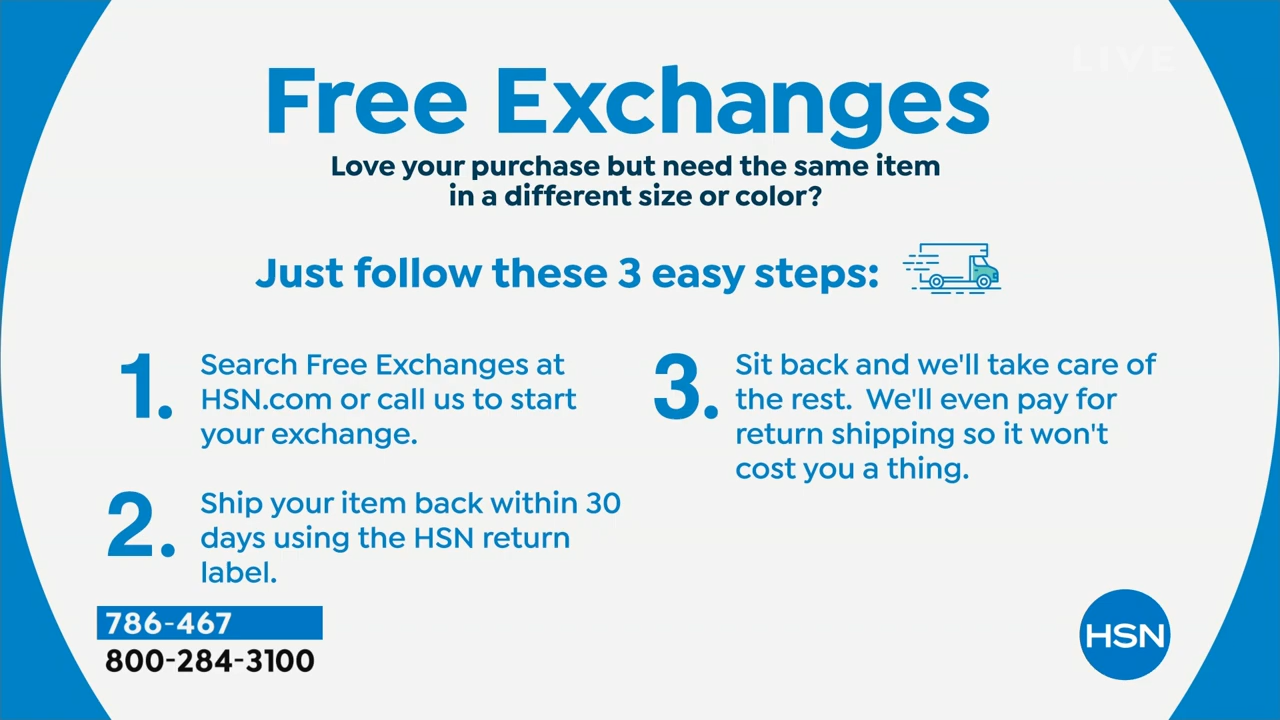 LIVE
Free Exchanges
Love your purchase but need the same item
in a different size or color?
Just follow these 3 easy steps:
1. Search Free Exchanges at
HSN.com or call us to start
your exchange.
2. Ship your item back within 30
days using the HSN return
label.
3. Sit back and we'll take care of
the rest. We'll even pay for
return shipping so it won't
cost you a thing.
786-467
800-284-3100
HSN